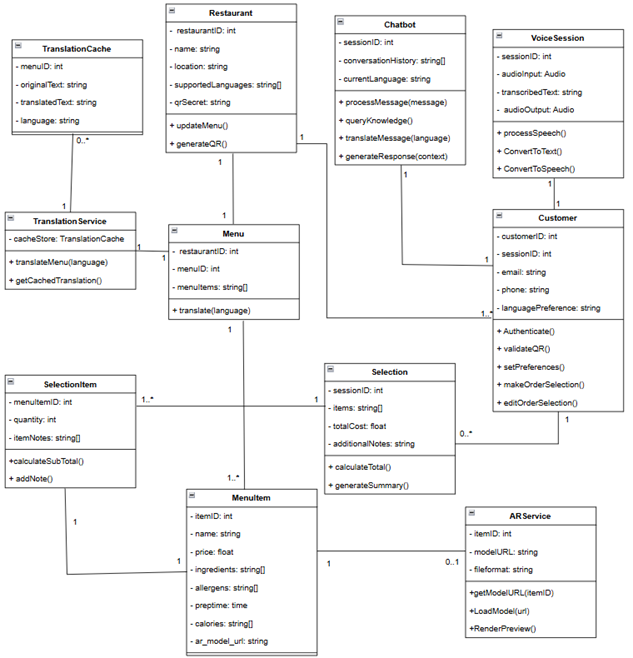 TranslationCache
- menuID: int
- originalText: string
- translatedText: string
- language: string
0..*
Restaurant
- restaurantID: int
- name: string
- location: string
- supportedLanguages: string[]
- qrSecret: string
+ updateMenu()
+ generateQR()
1
1
Chatbot
- sessionID: int
- conversationHistory: string[]
- currentLanguage: string
+ processMessage(message)
+ queryKnowledge()
+ translateMessage(language)
+ generateResponse(context)
1
VoiceSession
- sessionID: int
- audioInput: Audio
- transcribedText: string
- audioOutput: Audio
+ processSpeech()
+ ConvertToText()
+ ConvertToSpeech()
1
1
TranslationService
- cacheStore: TranslationCache
+ translateMenu(language)
+ getCachedTranslation()
1
1
1
1
Menu
- restaurantID: int
- menuID: int
- menuItems: string[]
+ translate(language)
1
Customer
- customerID: int
- sessionID: int
- email: string
- phone: string
- languagePreference: string
+ Authenticate()
+ validateQR()
+ setPreferences()
+ makeOrderSelection()
+ editOrderSelection()
1
1
1..*
1
SelectionItem
- menuItemID: int
- quantity: int
- itemNotes: string[]
+calculateSubTotal()
+ addNote()
1..*
1
1
Selection
- sessionID: int
- items: string[]
- totalCost: float
- additionalNotes: string
+ calculateTotal()
+ generateSummary()
0..*
1..*
MenuItem
- itemID: int
- name: string
- price: float
- ingredients: string[]
- allergens: string[]
- preptime: time
- calories: string[]
- ar_model_url: string
1
1
0..1
ARService
- itemID: int
- modelURL: string
- fileformat: string
+getModelURL(itemID)
+LoadModel(url)
+RenderPreview()